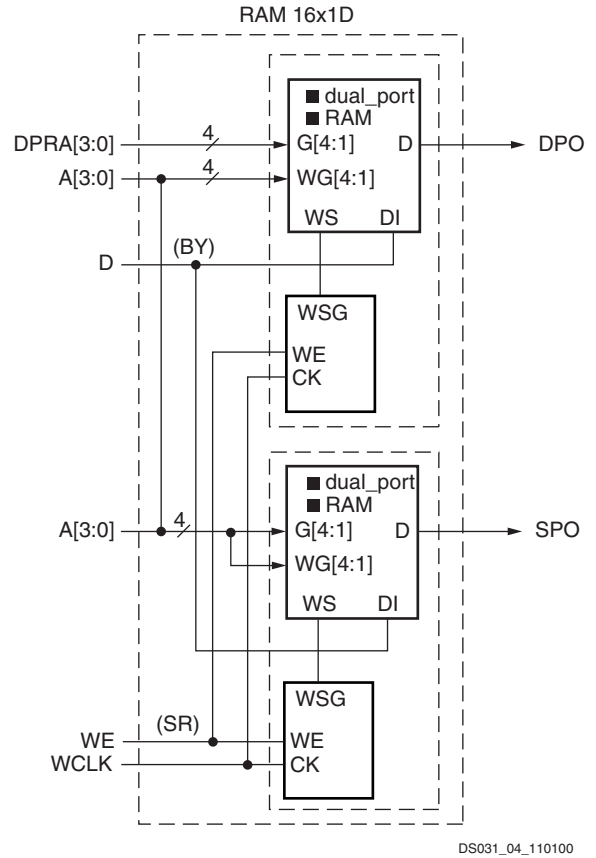 RAM 16x1D
dual_port
RAM
DPRA[3:0]
4
G[4:1]
D
DPO
A[3:0]
4
WG[4:1]
WS
DI
D
(BY)
WSG
WE
CK
dual_port
RAM
A[3:0]
4
G[4:1]
D
SPO
WG[4:1]
WS
DI
WSG
WE
(SR)
WE
WCLK
CK
DS031_04_110100